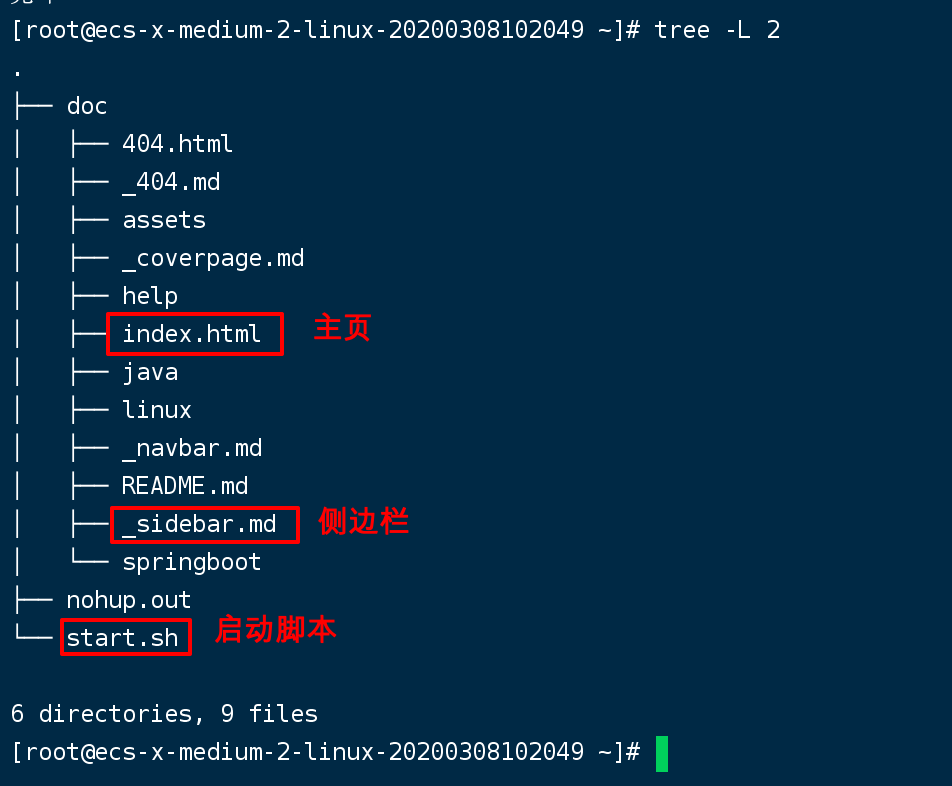 [root@ecs-x-medium-2-linux-20200308102049 ~]# tree -L 2
.
├── doc
│   ├── 404.html
│   ├── _404.md
│   ├── assets
│   ├── _coverpage.md
│   ├── help
│   ├── index.html 主页
│   ├── java
│   ├── linux
│   ├── _navbar.md
│   ├── README.md
│   ├── _sidebar.md 侧边栏
│   └── springboot
├── nohup.out
└── start.sh 启动脚本
6 directories, 9 files
[root@ecs-x-medium-2-linux-20200308102049 ~]#